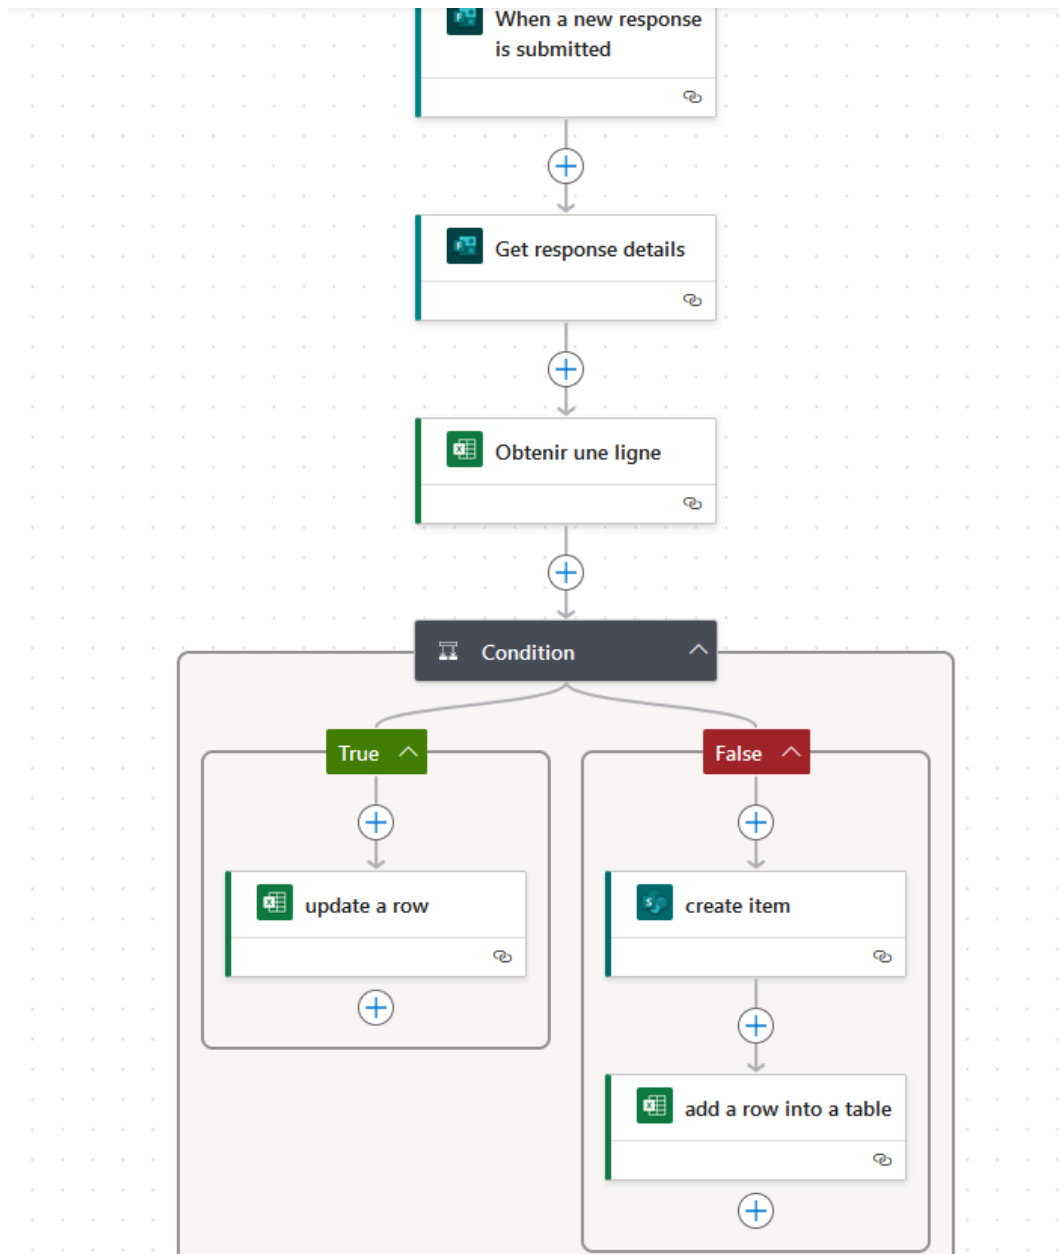 When a new response
is submitted
Get response details
Obtenir une ligne
Condition
True
False
update a row
create item
add a row into a table